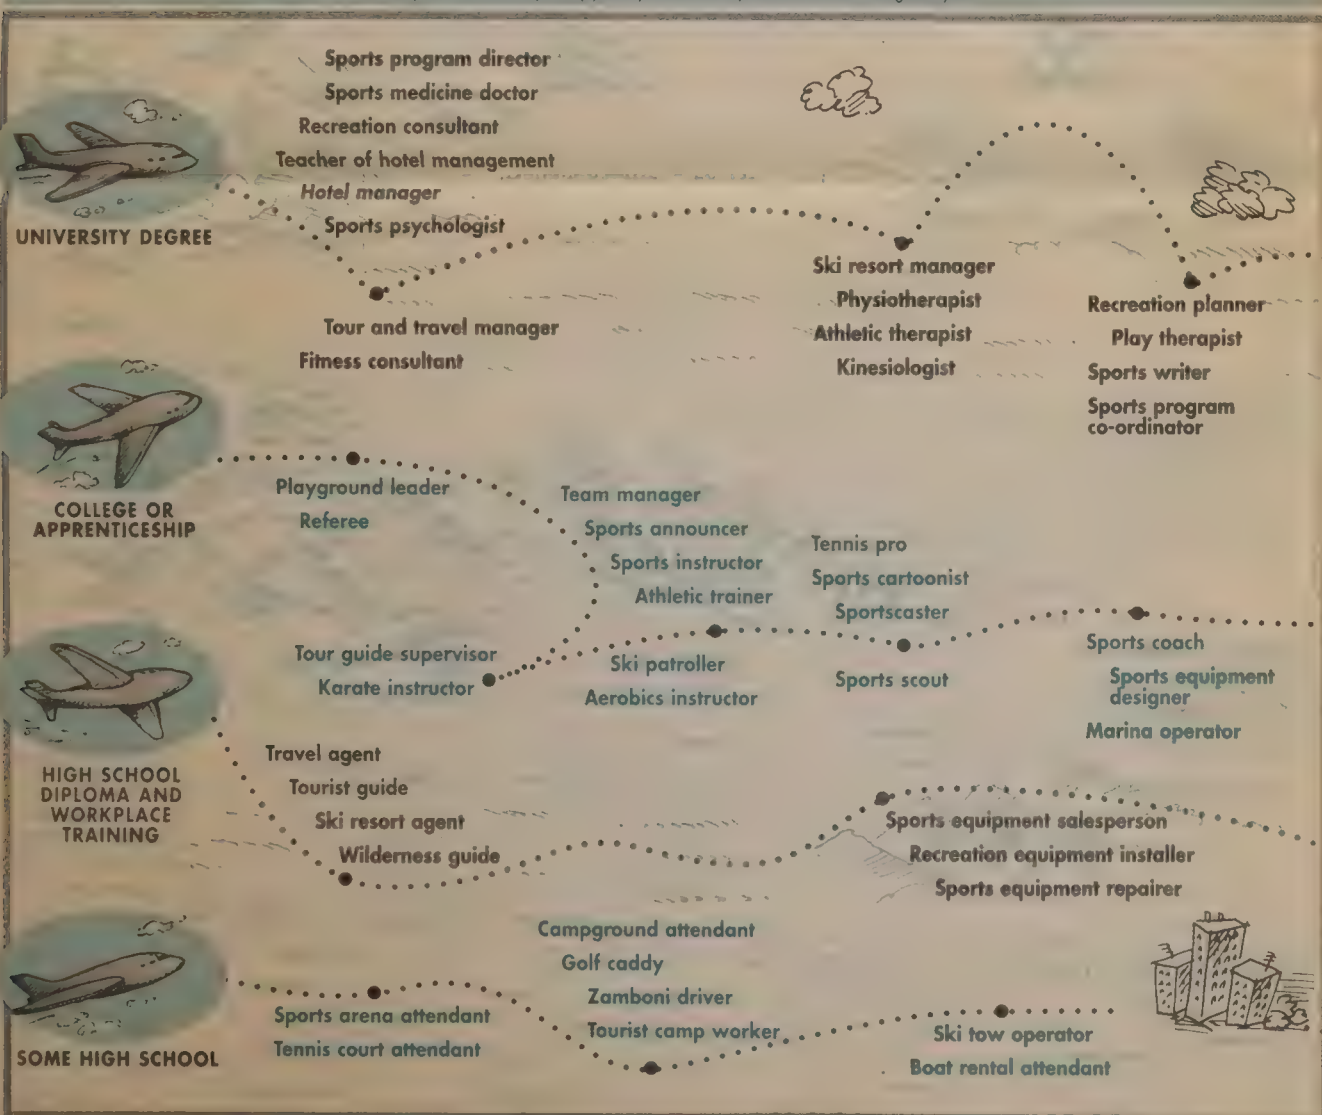 Sports program director
Sports medicine doctor
Recreation consultant
Teacher of hotel management
Hotel manager
Sports psychologist
UNIVERSITY DEGREE
Tour and travel manager
Fitness consultant
Ski resort manager
Physiotherapist
Athletic therapist
Kinesiologist
Recreation planner
Play therapist
Sports writer
Sports program
co-ordinator
COLLEGE OR
APPRENTICESHIP
Playground leader
Referee
Team manager
Sports announcer
Sports instructor
Athletic trainer
Tour guide supervisor
Karate instructor
Ski patroller
Aerobics instructor
Tennis pro
Sports cartoonist
Sportscaster
Sports scout
Sports coach
Sports equipment
designer
Marina operator
HIGH SCHOOL
DIPLOMA AND
WORKPLACE
TRAINING
Travel agent
Tourist guide
Ski resort agent
Wilderness guide
Sports equipment salesperson
Recreation equipment installer
Sports equipment repairer
SOME HIGH SCHOOL
Sports arena attendant
Tennis court attendant
Campground attendant
Golf caddy
Zamboni driver
Tourist camp worker
Ski tow operator
Boat rental attendant